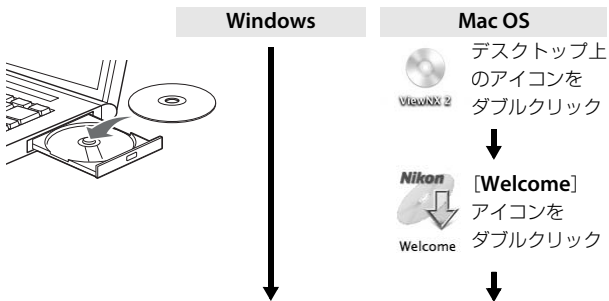 Windows
Mac OS
デスクトップ上
のアイコンを
ダブルクリック
ViewNX 2
Nikon
[Welcome]
アイコンを
ダブルクリック
Welcome